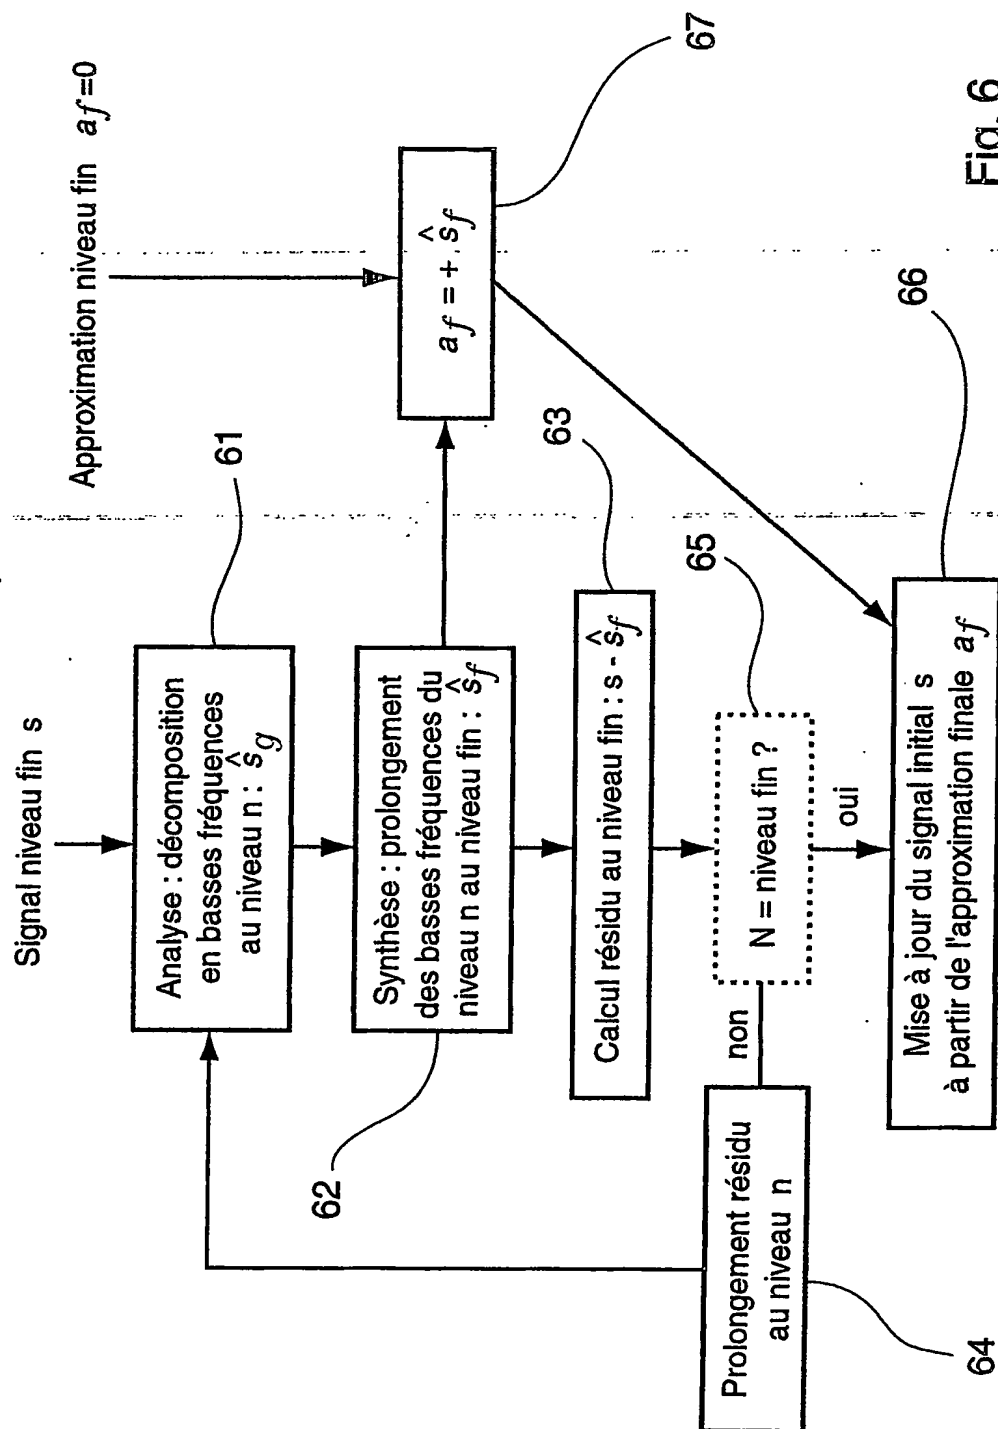 Signal niveau fin s
Approximation niveau fin af=0
61
Analyse : décomposition
en basses fréquences
au niveau n : ŝg
Synthèse : prolongement
des basses fréquences du
niveau n au niveau fin : ŝf
62
af = + ŝf
67
63
Calcul résidu au niveau fin : s - ŝf
65
N = niveau fin ?
non
oui
Prolongement résidu
au niveau n
64
66
Mise à jour du signal initial s
à partir de l'approximation finale af
Fig. 6